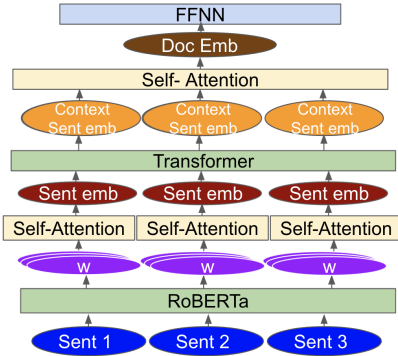 FFNN
Doc Emb
Self- Attention
Context Context Context
Sent emb Sent emb Sent emb
Transformer
Sent emb Sent emb Sent emb
Self-Attention Self-Attention Self-Attention
w w w
RoBERTa
Sent 1 Sent 2 Sent 3